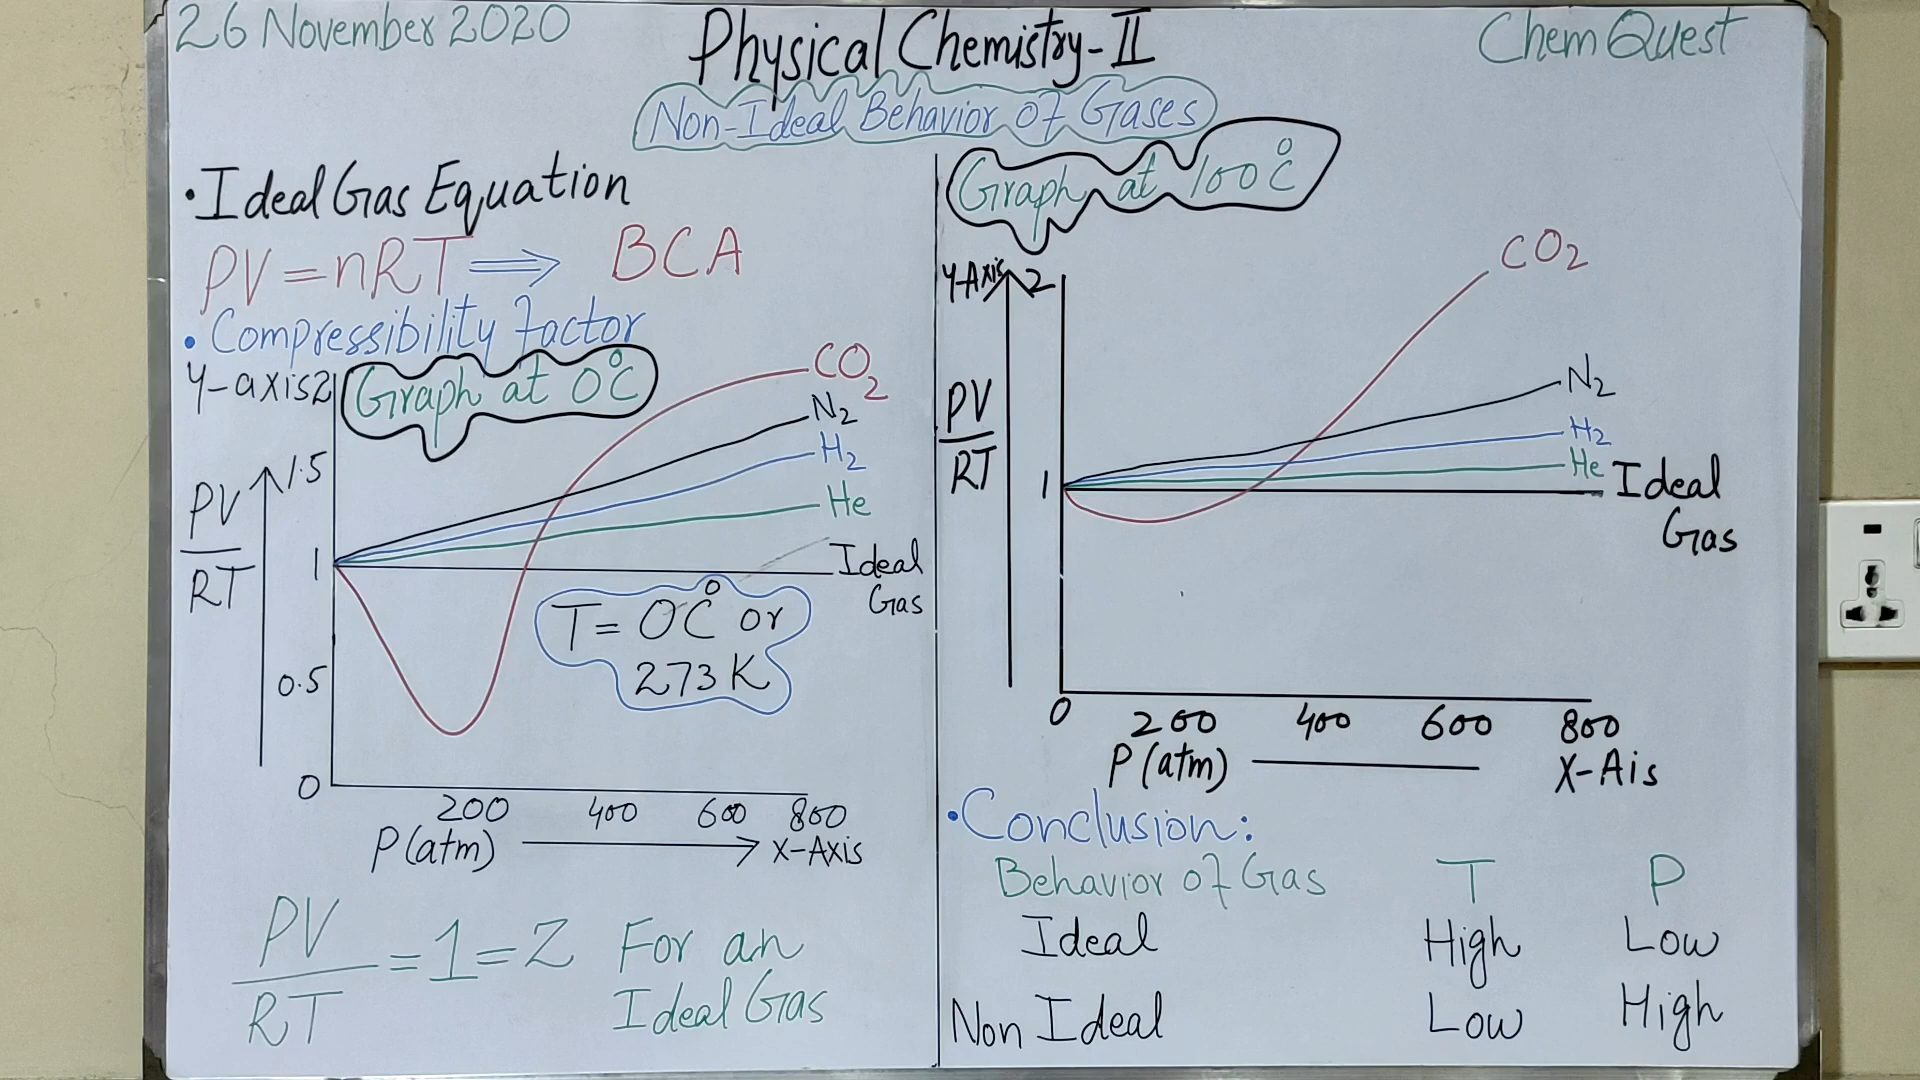 26 November 2020
Physical Chemistry-II
ChemQuest
Non-Ideal Behavior of Gases
• Ideal Gas Equation
PV = nRT ⟹ BCA
• Compressibility Factor
Y-axis 2
Graph at 0°C
CO2
N2
H2
He
Ideal
Gas
1.5
PV
RT
1
0.5
0
T = 0°C or
273 K
200 400 600 800
P(atm) ⟶ X-Axis
PV
RT
= 1 = Z For an
Ideal Gas
Graph at 100°C
Y-Axis 2
CO2
N2
H2
He
Ideal
Gas
PV
RT
1
0 200 400 600 800
P(atm) — X-Ais
• Conclusion:
Behavior of Gas T P
Ideal High Low
Non Ideal Low High